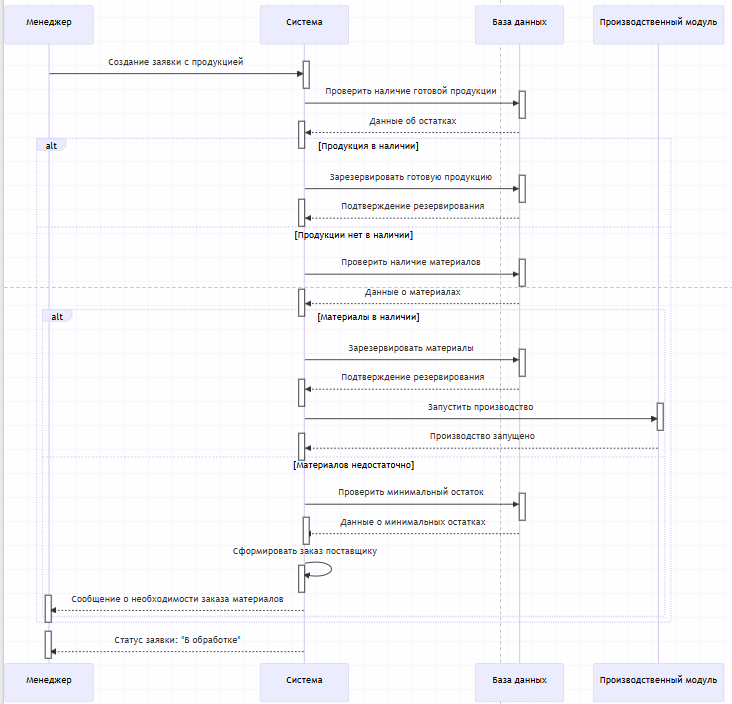 Менеджер
Система
База данных
Производственный модуль
Создание заявки с продукцией
Проверить наличие готовой продукции
Данные об остатках
alt
[Продукция в наличии]
Зарезервировать готовую продукцию
Подтверждение резервирования
[Продукции нет в наличии]
Проверить наличие материалов
Данные о материалах
alt
[Материалы в наличии]
Зарезервировать материалы
Подтверждение резервирования
Запустить производство
Производство запущено
[Материалов недостаточно]
Проверить минимальный остаток
Данные о минимальных остатках
Сформировать заказ поставщику
Сообщение о необходимости заказа материалов
Статус заявки: "В обработке"
Менеджер
Система
База данных
Производственный модуль